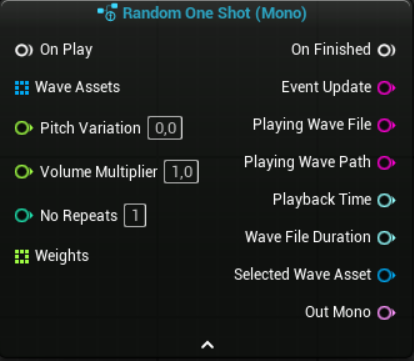 Random One Shot (Mono)
On Play
On Finished
Wave Assets
Event Update
Pitch Variation 0,0
Playing Wave File
Volume Multiplier 1,0
Playing Wave Path
No Repeats 1
Playback Time
Weights
Wave File Duration
Selected Wave Asset
Out Mono